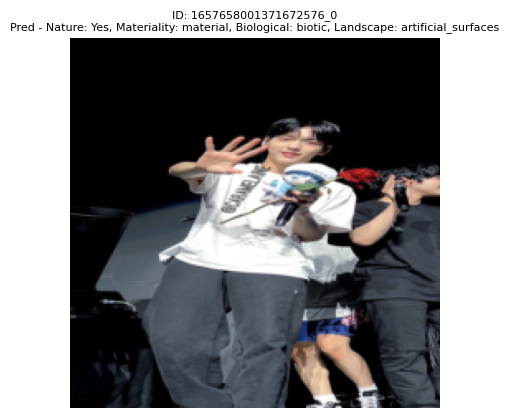 ID: 1657658001371672576_0
Pred - Nature: Yes, Materiality: material, Biological: biotic, Landscape: artificial_surfaces